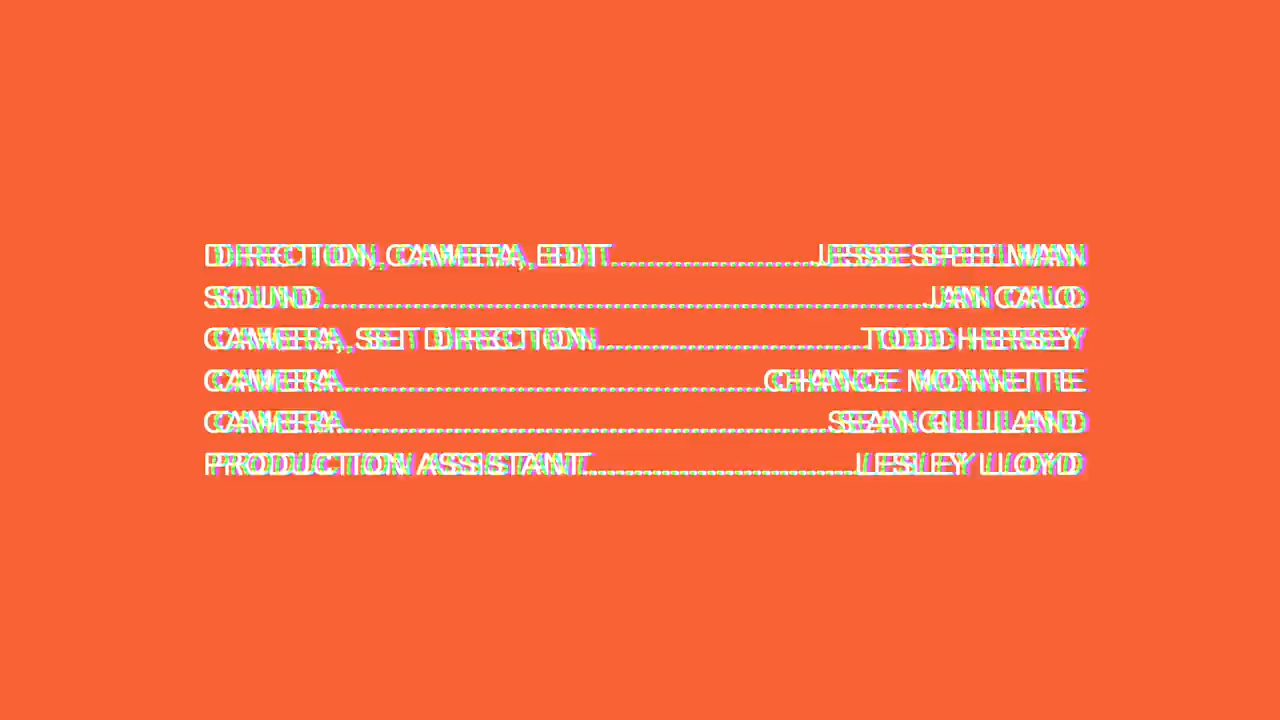 DIRECTION, CAMERA, EDIT.......................................JESSE SPEELMAN
SOUND.......................................................................................IAN CALO
CAMERA, SET DIRECTION.......................................TODD HERSEY
CAMERA...............................................................CHANCE MONNETTE
CAMERA........................................................................SEAN GILLILAND
PRODUCTION ASSISTANT.......................................LESLEY LLOYD